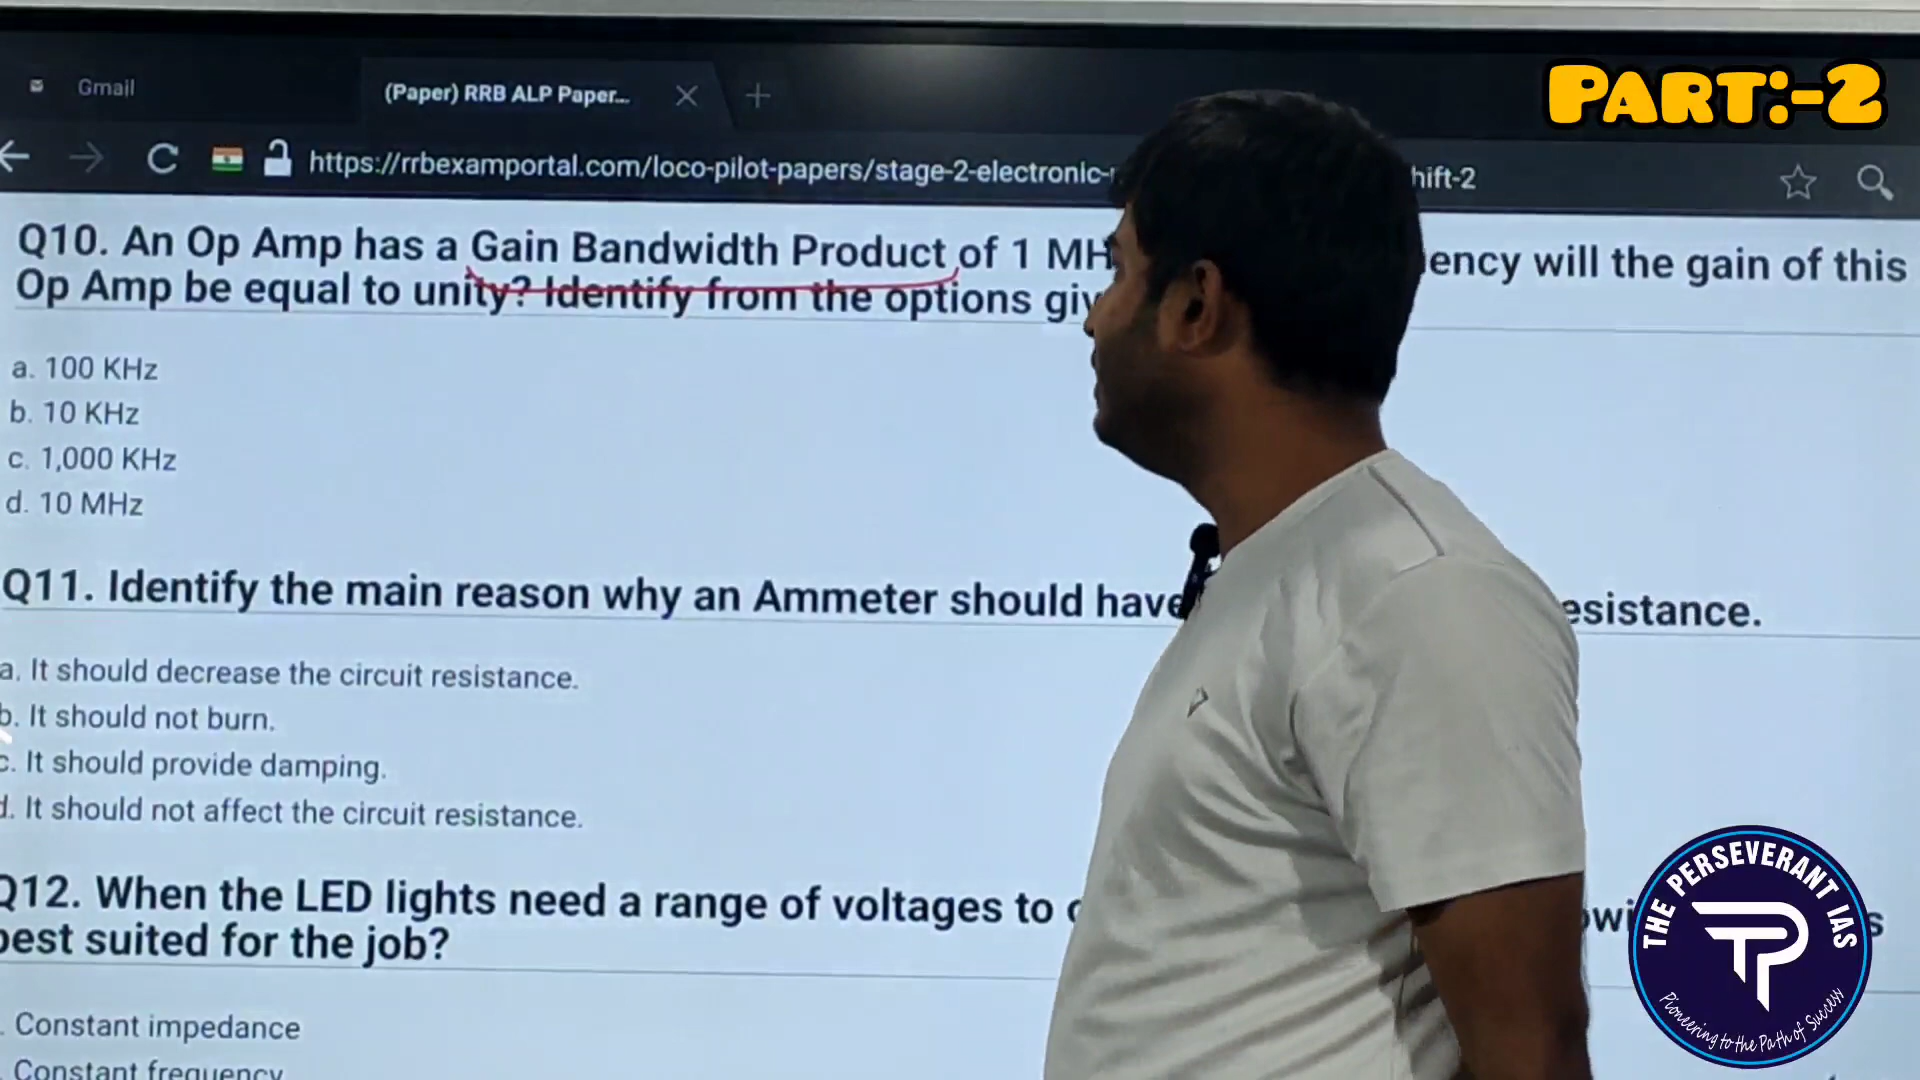 PART:-2
Gmail
(Paper) RRB ALP Paper...
https://rrbexamportal.com/loco-pilot-papers/stage-2-electronic- hift-2
Q10. An Op Amp has a Gain Bandwidth Product of 1 MH ency will the gain of this
Op Amp be equal to unity? Identify from the options giv
a. 100 KHz
b. 10 KHz
c. 1,000 KHz
d. 10 MHz
Q11. Identify the main reason why an Ammeter should have esistance.
a. It should decrease the circuit resistance.
b. It should not burn.
c. It should provide damping.
d. It should not affect the circuit resistance.
Q12. When the LED lights need a range of voltages to
best suited for the job?
Constant impedance
Constant frequency
THE PERSEVERANT IAS
TP
Pioneering to the Path of Success